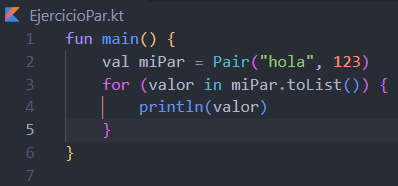 EjercicioPar.kt
1 fun main() {
2     val miPar = Pair("hola", 123)
3     for (valor in miPar.toList()) {
4         println(valor)
5     }
6 }
7